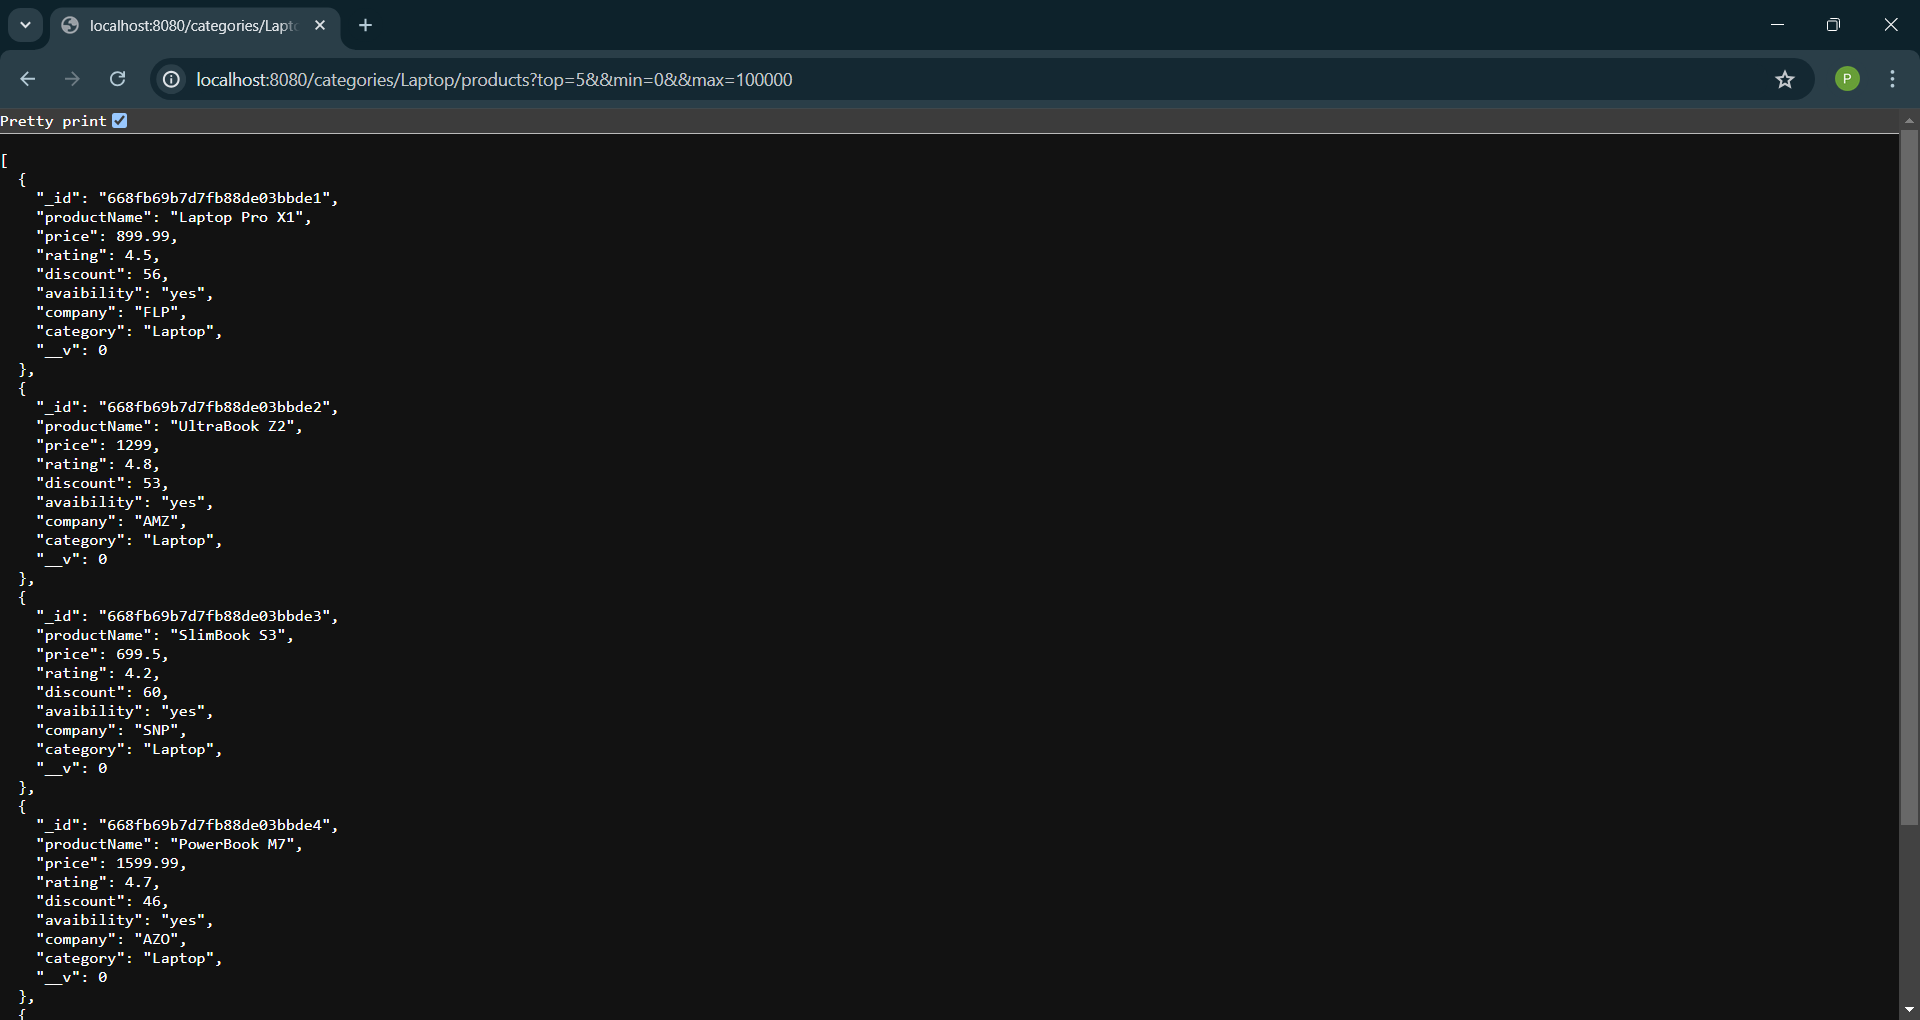 localhost:8080/categories/Lapt
localhost:8080/categories/Laptop/products?top=5&&min=0&&max=100000
P
Pretty print
[
  {
    "_id": "668fb69b7d7fb88de03bbde1",
    "productName": "Laptop Pro X1",
    "price": 899.99,
    "rating": 4.5,
    "discount": 56,
    "avaibility": "yes",
    "company": "FLP",
    "category": "Laptop",
    "__v": 0
  },
  {
    "_id": "668fb69b7d7fb88de03bbde2",
    "productName": "UltraBook Z2",
    "price": 1299,
    "rating": 4.8,
    "discount": 53,
    "avaibility": "yes",
    "company": "AMZ",
    "category": "Laptop",
    "__v": 0
  },
  {
    "_id": "668fb69b7d7fb88de03bbde3",
    "productName": "SlimBook S3",
    "price": 699.5,
    "rating": 4.2,
    "discount": 60,
    "avaibility": "yes",
    "company": "SNP",
    "category": "Laptop",
    "__v": 0
  },
  {
    "_id": "668fb69b7d7fb88de03bbde4",
    "productName": "PowerBook M7",
    "price": 1599.99,
    "rating": 4.7,
    "discount": 46,
    "avaibility": "yes",
    "company": "AZO",
    "category": "Laptop",
    "__v": 0
  },
  {